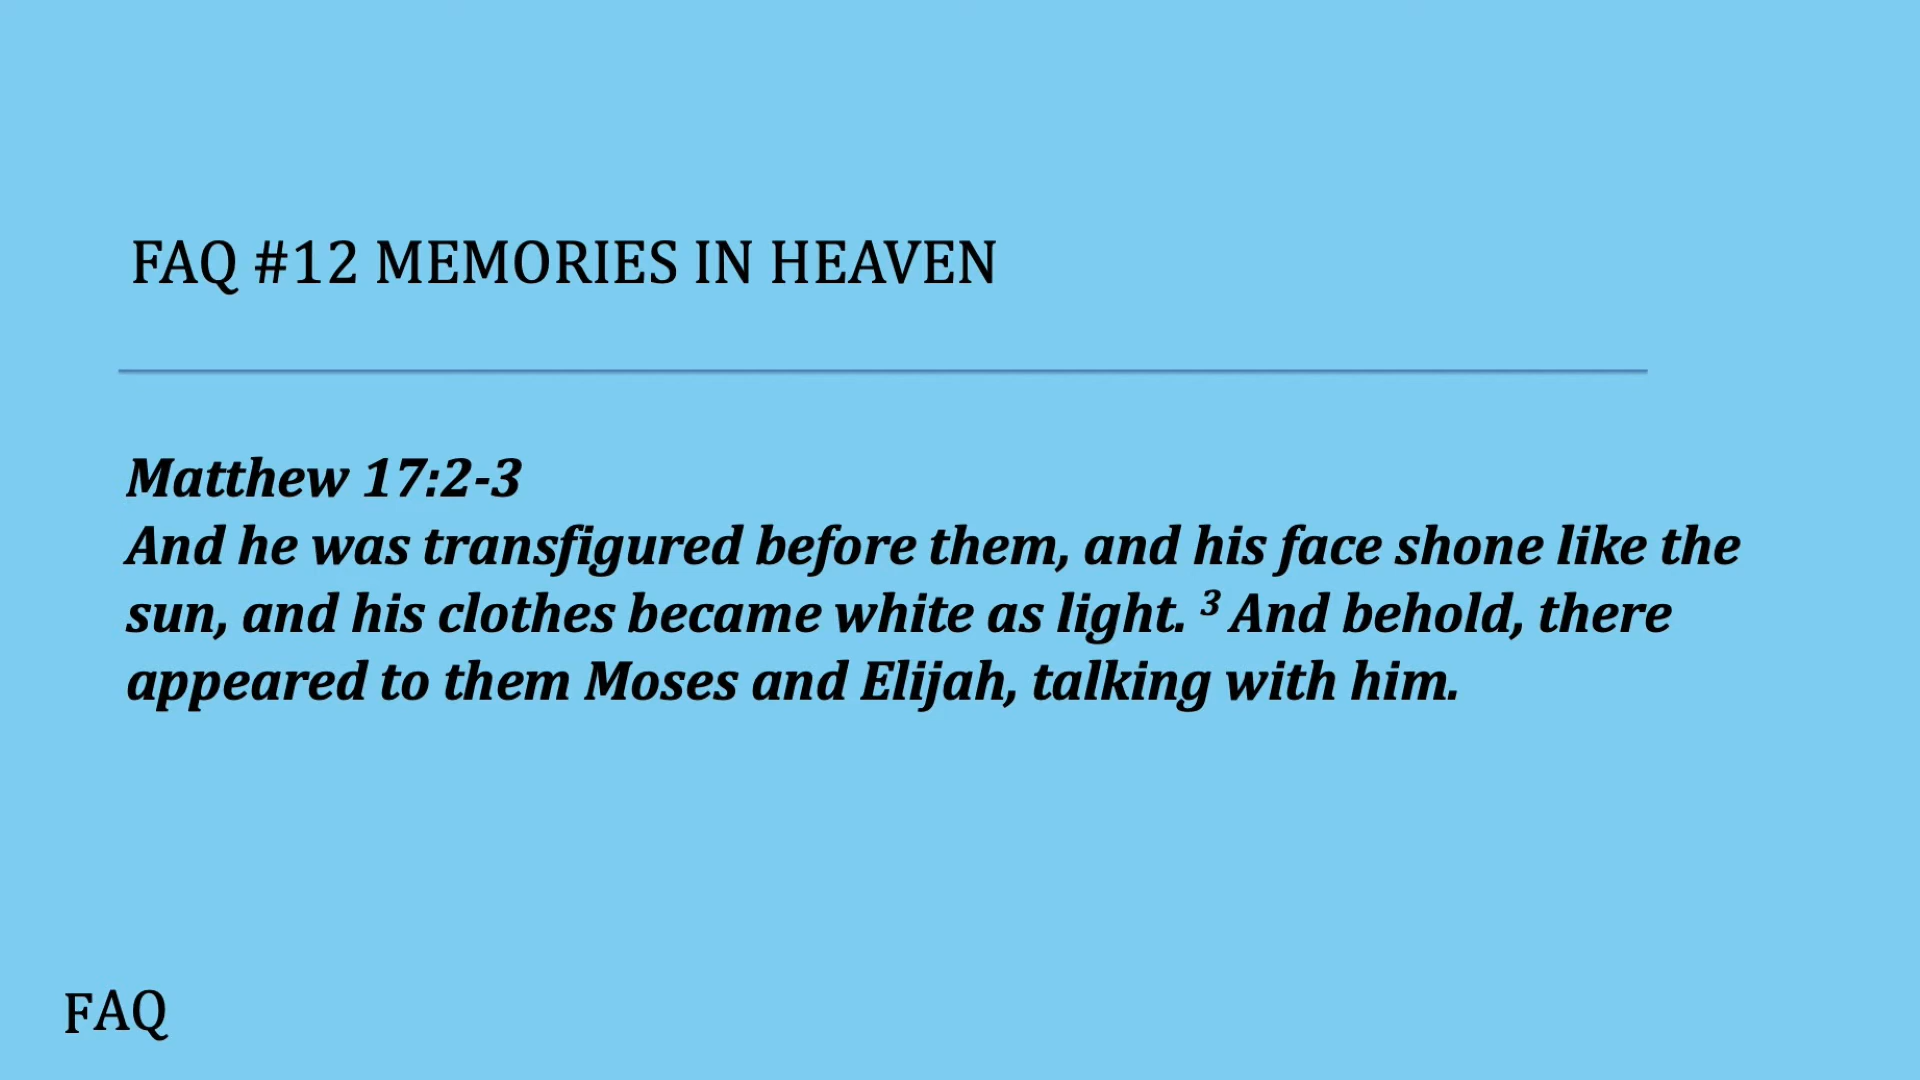 FAQ #12 MEMORIES IN HEAVEN
Matthew 17:2-3
And he was transfigured before them, and his face shone like the
sun, and his clothes became white as light. ³ And behold, there
appeared to them Moses and Elijah, talking with him.
FAQ